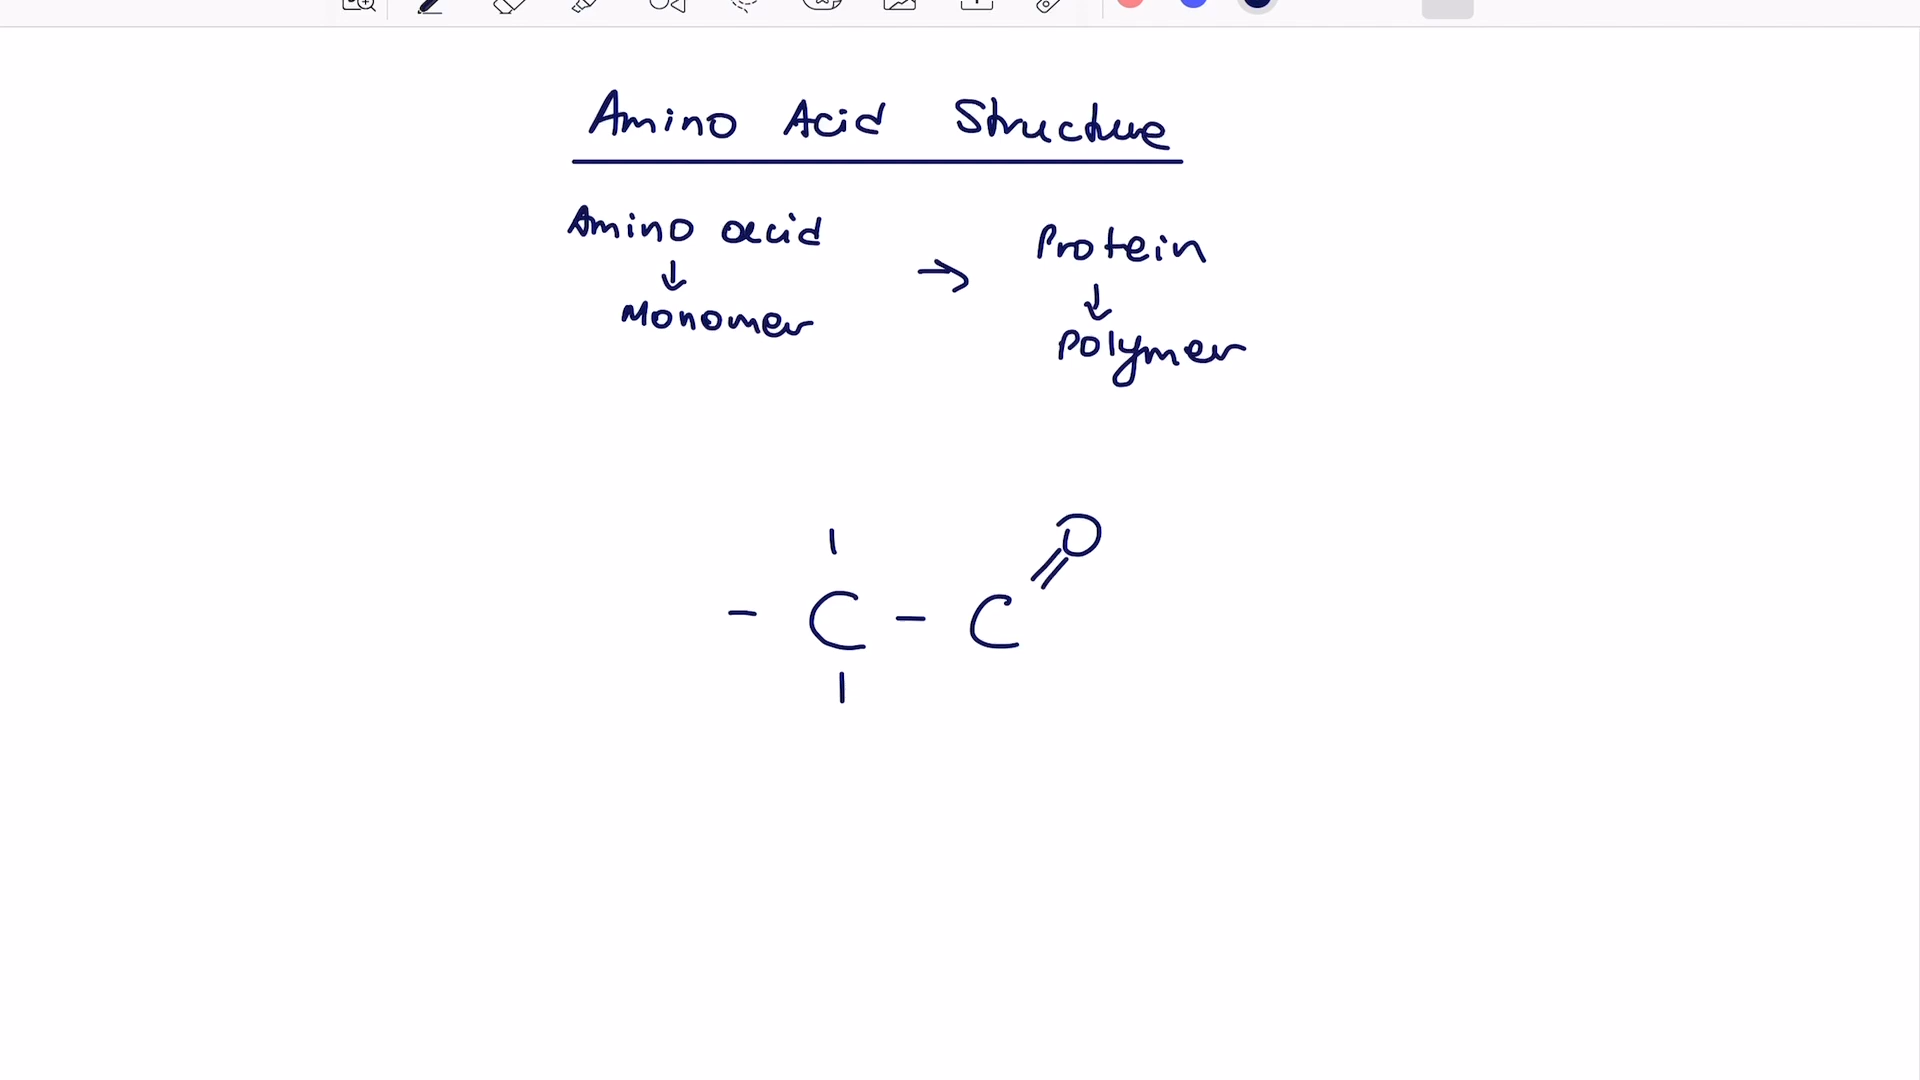 Amino Acid Structure
Amino acid → Protein
↓ ↓
Monomer Polymer
O
- C - C